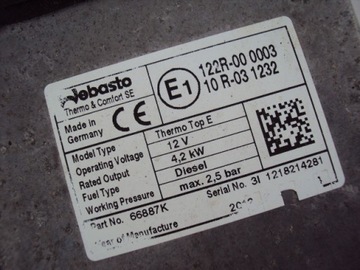 Webasto
Thermo & Comfort SE
Made in
Germany
CE
E1
122R-00 0003
10 R-03 1232
Model Type Thermo Top E
Operating Voltage 12 V
Rated Output 4,2 kW
Fuel Type Diesel
Working Pressure max. 2,5 bar
Part No. 66887K
Serial No. 3I 1218214281
Year of Manufacture